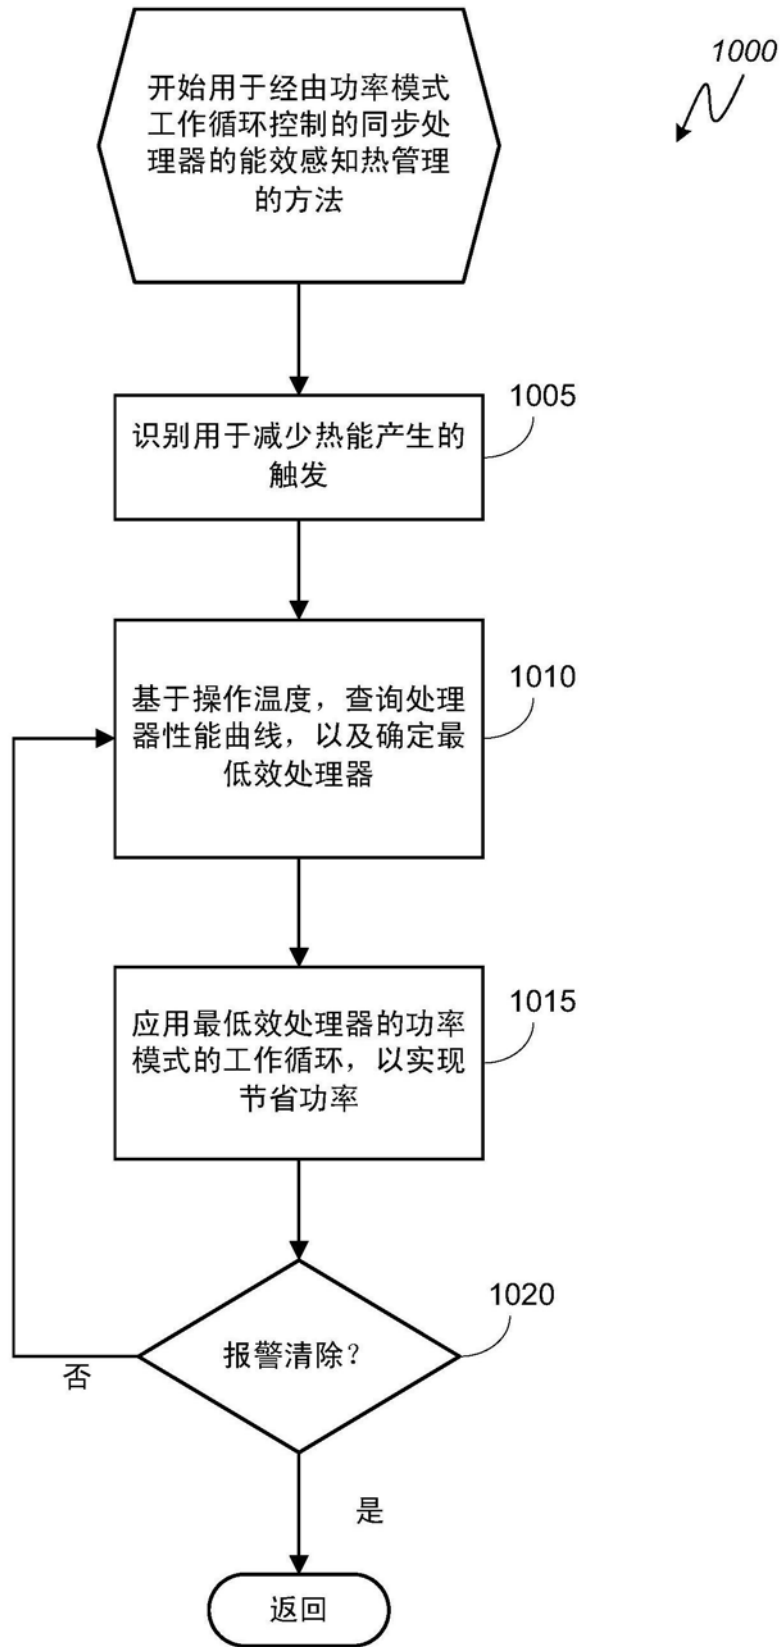 1000
开始用于经由功率模式
工作循环控制的同步处
理器的能效感知热管理
的方法
1005
识别用于减少热能产生的
触发
1010
基于操作温度，查询处理
器性能曲线，以及确定最
低效处理器
1015
应用最低效处理器的功率
模式的工作循环，以实现
节省功率
1020
报警清除？
否
是
返回